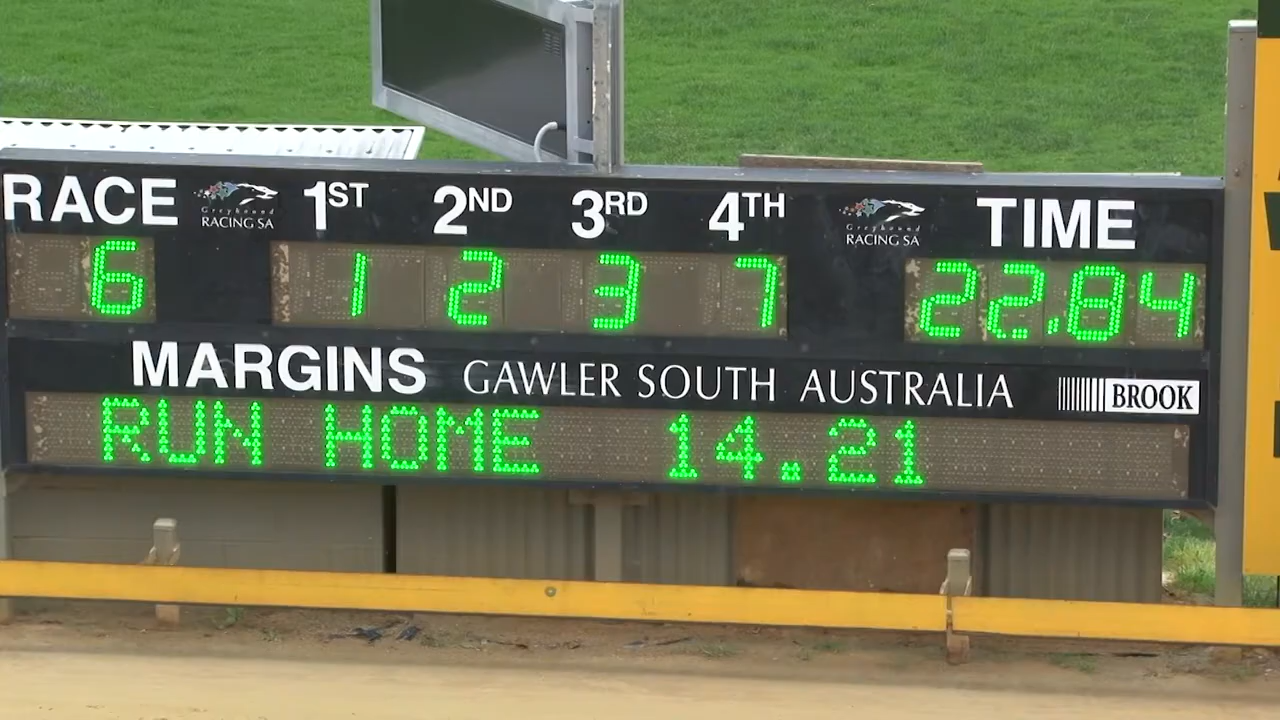 RACE Greyhound RACING SA 1ST 2ND 3RD 4TH Greyhound RACING SA TIME
6 1 2 3 7 22.84
MARGINS GAWLER SOUTH AUSTRALIA BROOK
RUN HOME 14.21